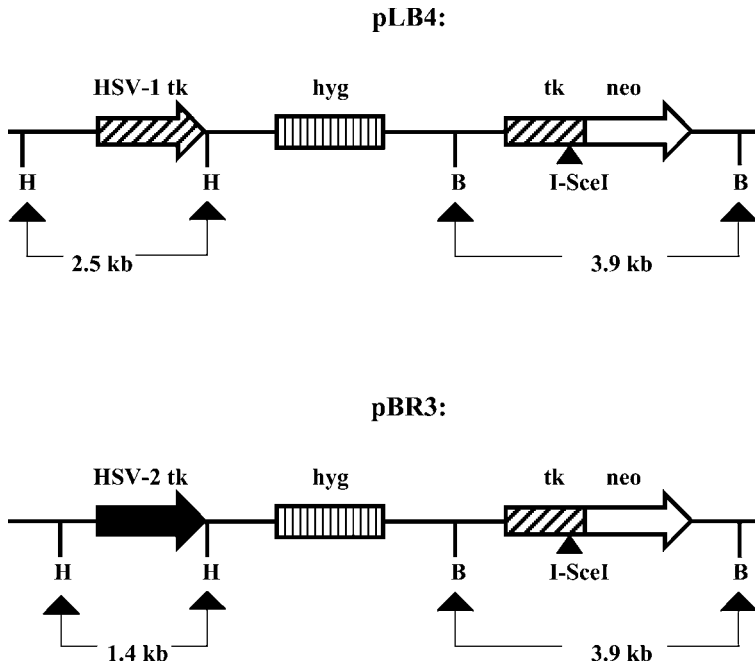 pLB4:
HSV-1 tk hyg tk neo
H H B I-SceI B
2.5 kb 3.9 kb
pBR3:
HSV-2 tk hyg tk neo
H H B I-SceI B
1.4 kb 3.9 kb